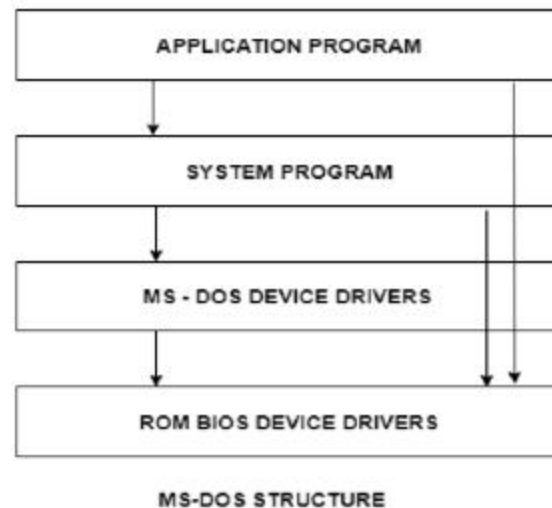 APPLICATION PROGRAM
SYSTEM PROGRAM
MS - DOS DEVICE DRIVERS
ROM BIOS DEVICE DRIVERS
MS-DOS STRUCTURE